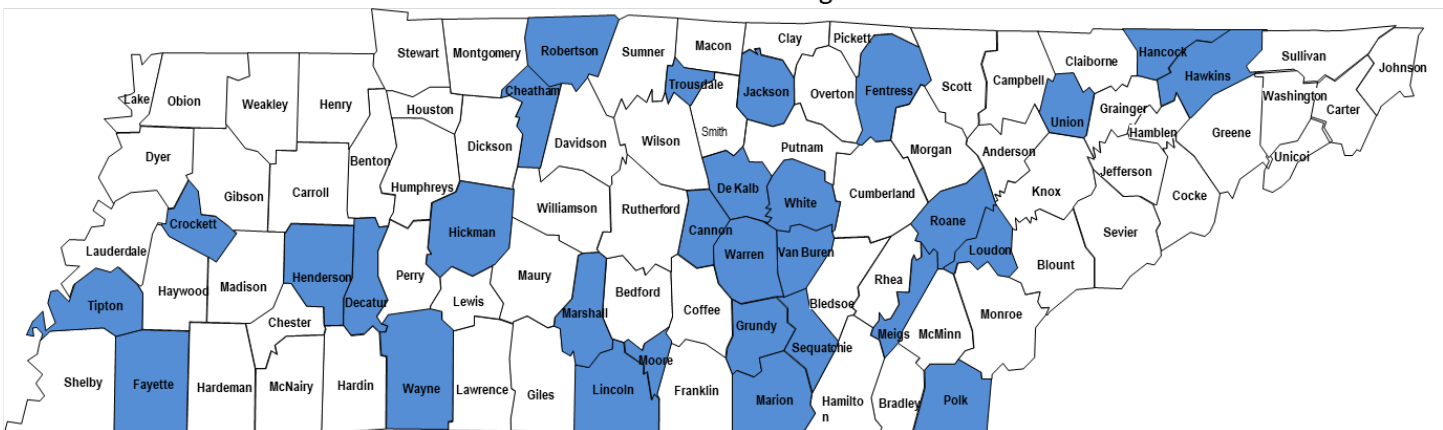 g
Stewart
Montgomery
Robertson
Sumner
Macon
Clay
Pickett
Lake
Obion
Weakley
Henry
Houston
Cheatham
Trousdale
Jackson
Overton
Fentress
Scott
Campbell
Claiborne
Hancock
Hawkins
Sullivan
Johnson
Dyer
Gibson
Carroll
Benton
Humphreys
Dickson
Davidson
Wilson
Smith
Putnam
Morgan
Anderson
Union
Grainger
Hamblen
Greene
Washington
Carter
Unicoi
Crockett
Lauderdale
Haywood
Madison
Henderson
Decatur
Perry
Hickman
Williamson
Rutherford
Cannon
De Kalb
White
Cumberland
Roane
Loudon
Knox
Jefferson
Cocke
Sevier
Blount
Tipton
Chester
Lewis
Maury
Marshall
Bedford
Coffee
Warren
Van Buren
Bledsoe
Rhea
Meigs
McMinn
Monroe
Shelby
Fayette
Hardeman
McNairy
Hardin
Wayne
Lawrence
Giles
Lincoln
Moore
Franklin
Grundy
Sequatchie
Marion
Hamilto
n
Bradley
Polk